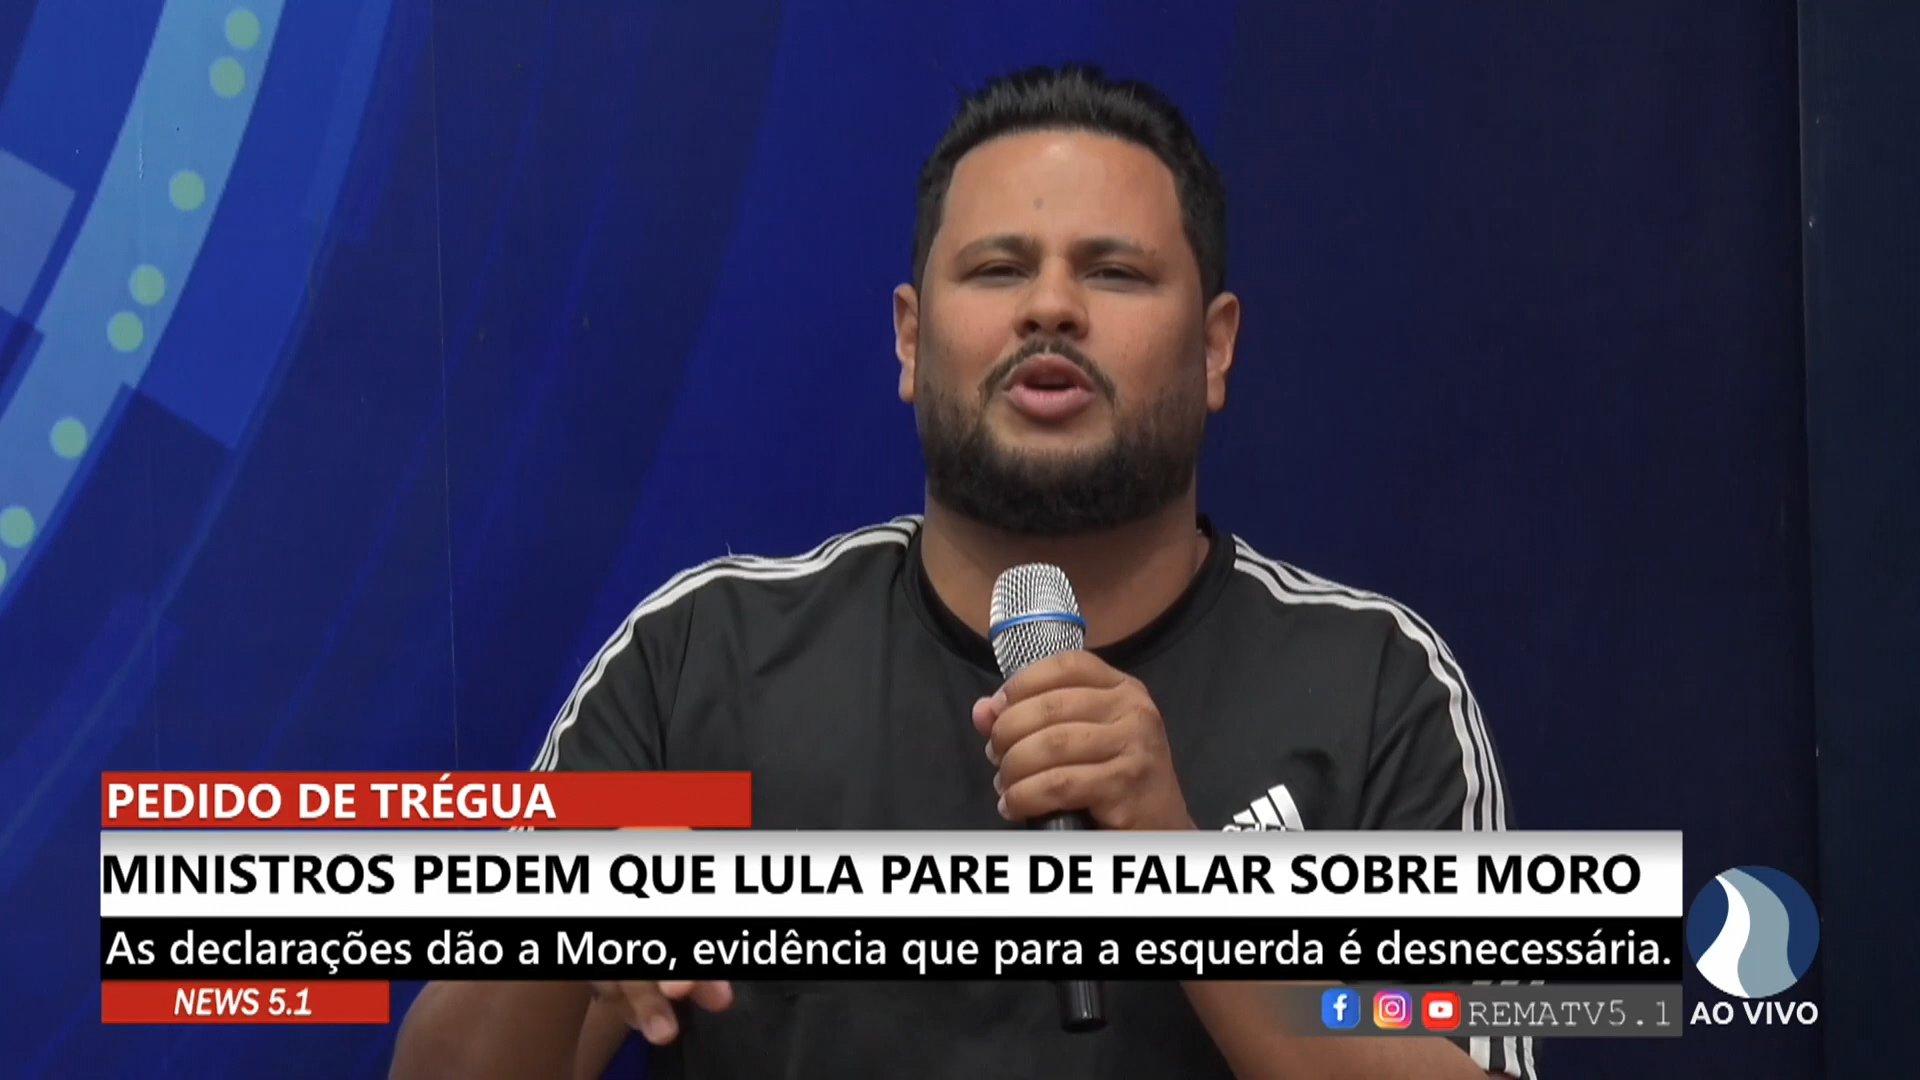 PEDIDO DE TRÉGUA
MINISTROS PEDEM QUE LULA PARE DE FALAR SOBRE MORO
As declarações dão a Moro, evidência que para a esquerda é desnecessária.
NEWS 5.1
REMATV5.1
AO VIVO